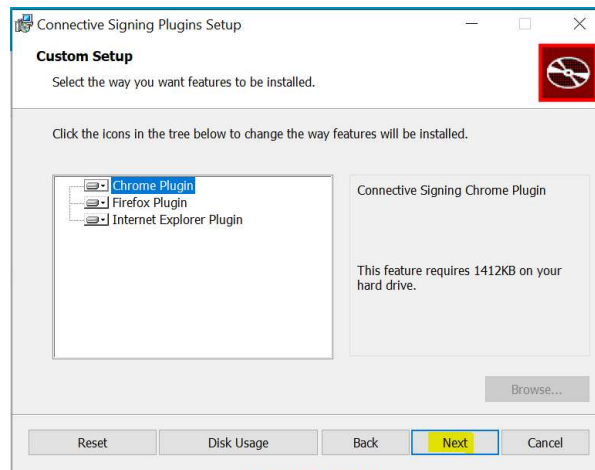 Connective Signing Plugins Setup
Custom Setup
Select the way you want features to be installed.
Click the icons in the tree below to change the way features will be installed.
Chrome Plugin
Firefox Plugin
Internet Explorer Plugin
Connective Signing Chrome Plugin
This feature requires 1412KB on your
hard drive.
Browse...
Reset
Disk Usage
Back
Next
Cancel